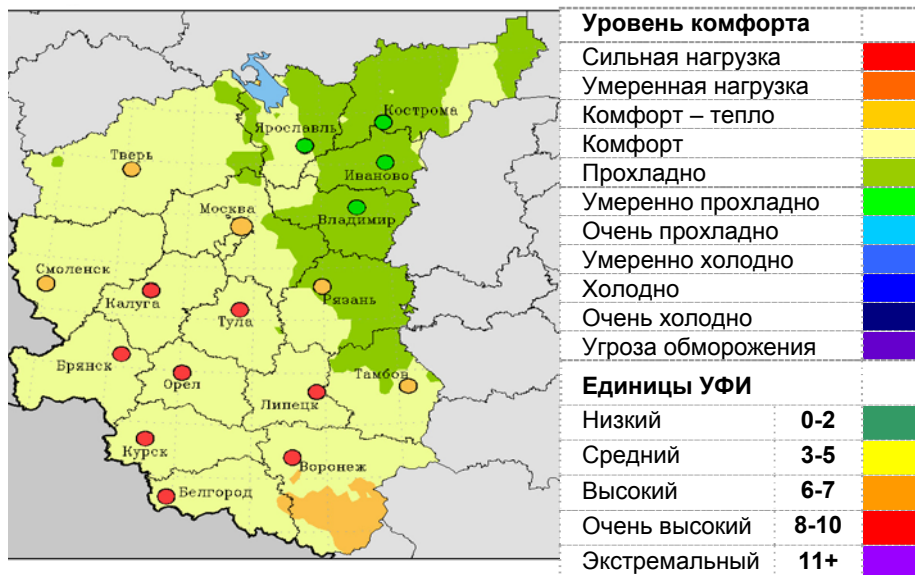 Кострома
Ярославль
Тверь
Иваново
Москва
Владимир
Смоленск
Калуга
Рязань
Тула
Брянск
Орел
Тамбов
Липецк
Курск
Воронеж
Белгород
Уровень комфорта
Сильная нагрузка
Умеренная нагрузка
Комфорт – тепло
Комфорт
Прохладно
Умеренно прохладно
Очень прохладно
Умеренно холодно
Холодно
Очень холодно
Угроза обморожения
Единицы УФИ
Низкий 0-2
Средний 3-5
Высокий 6-7
Очень высокий 8-10
Экстремальный 11+